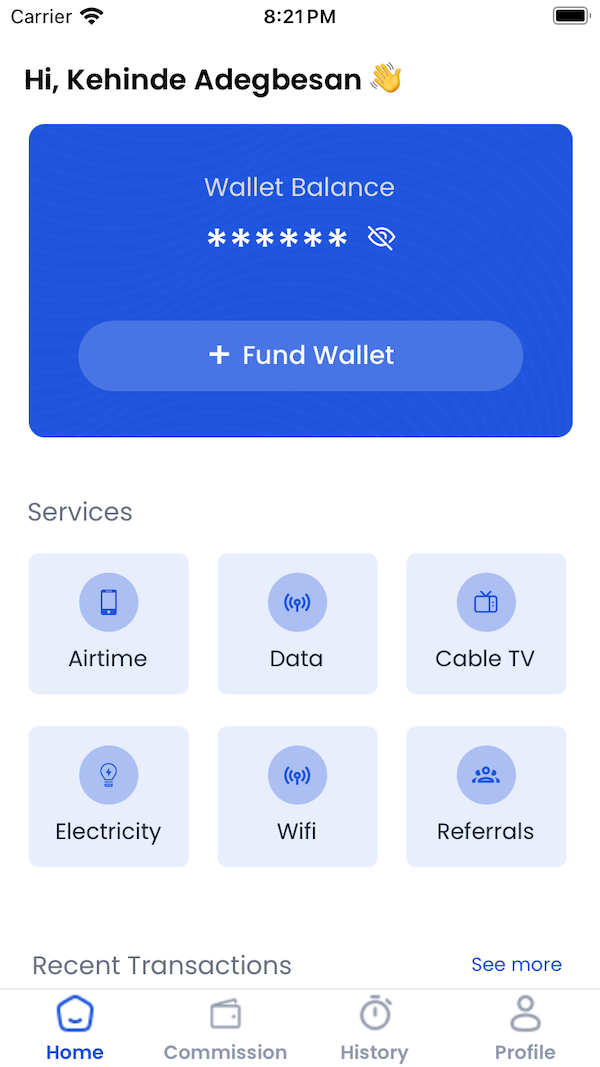 Carrier 8:21 PM
Hi, Kehinde Adegbesan 👋
Wallet Balance
******
+ Fund Wallet
Services
Airtime Data Cable TV
Electricity Wifi Referrals
Recent Transactions See more
Home Commission History Profile